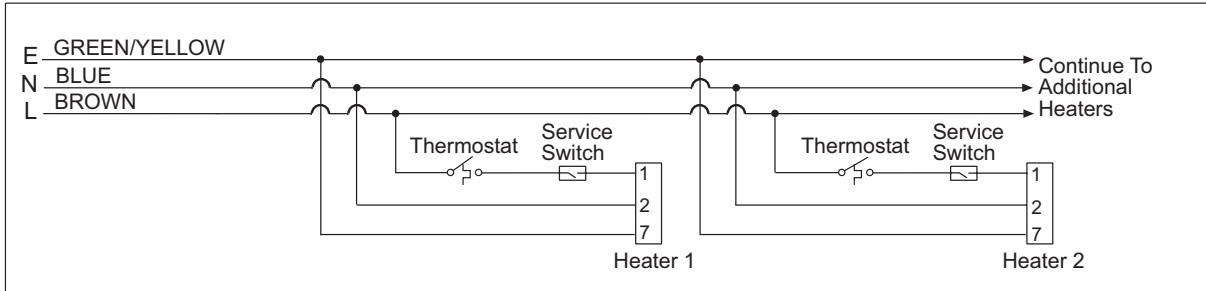 E GREEN/YELLOW
N BLUE
L BROWN
Continue To
Additional
Heaters
Thermostat
Service
Switch
1
2
7
Heater 1
Thermostat
Service
Switch
1
2
7
Heater 2